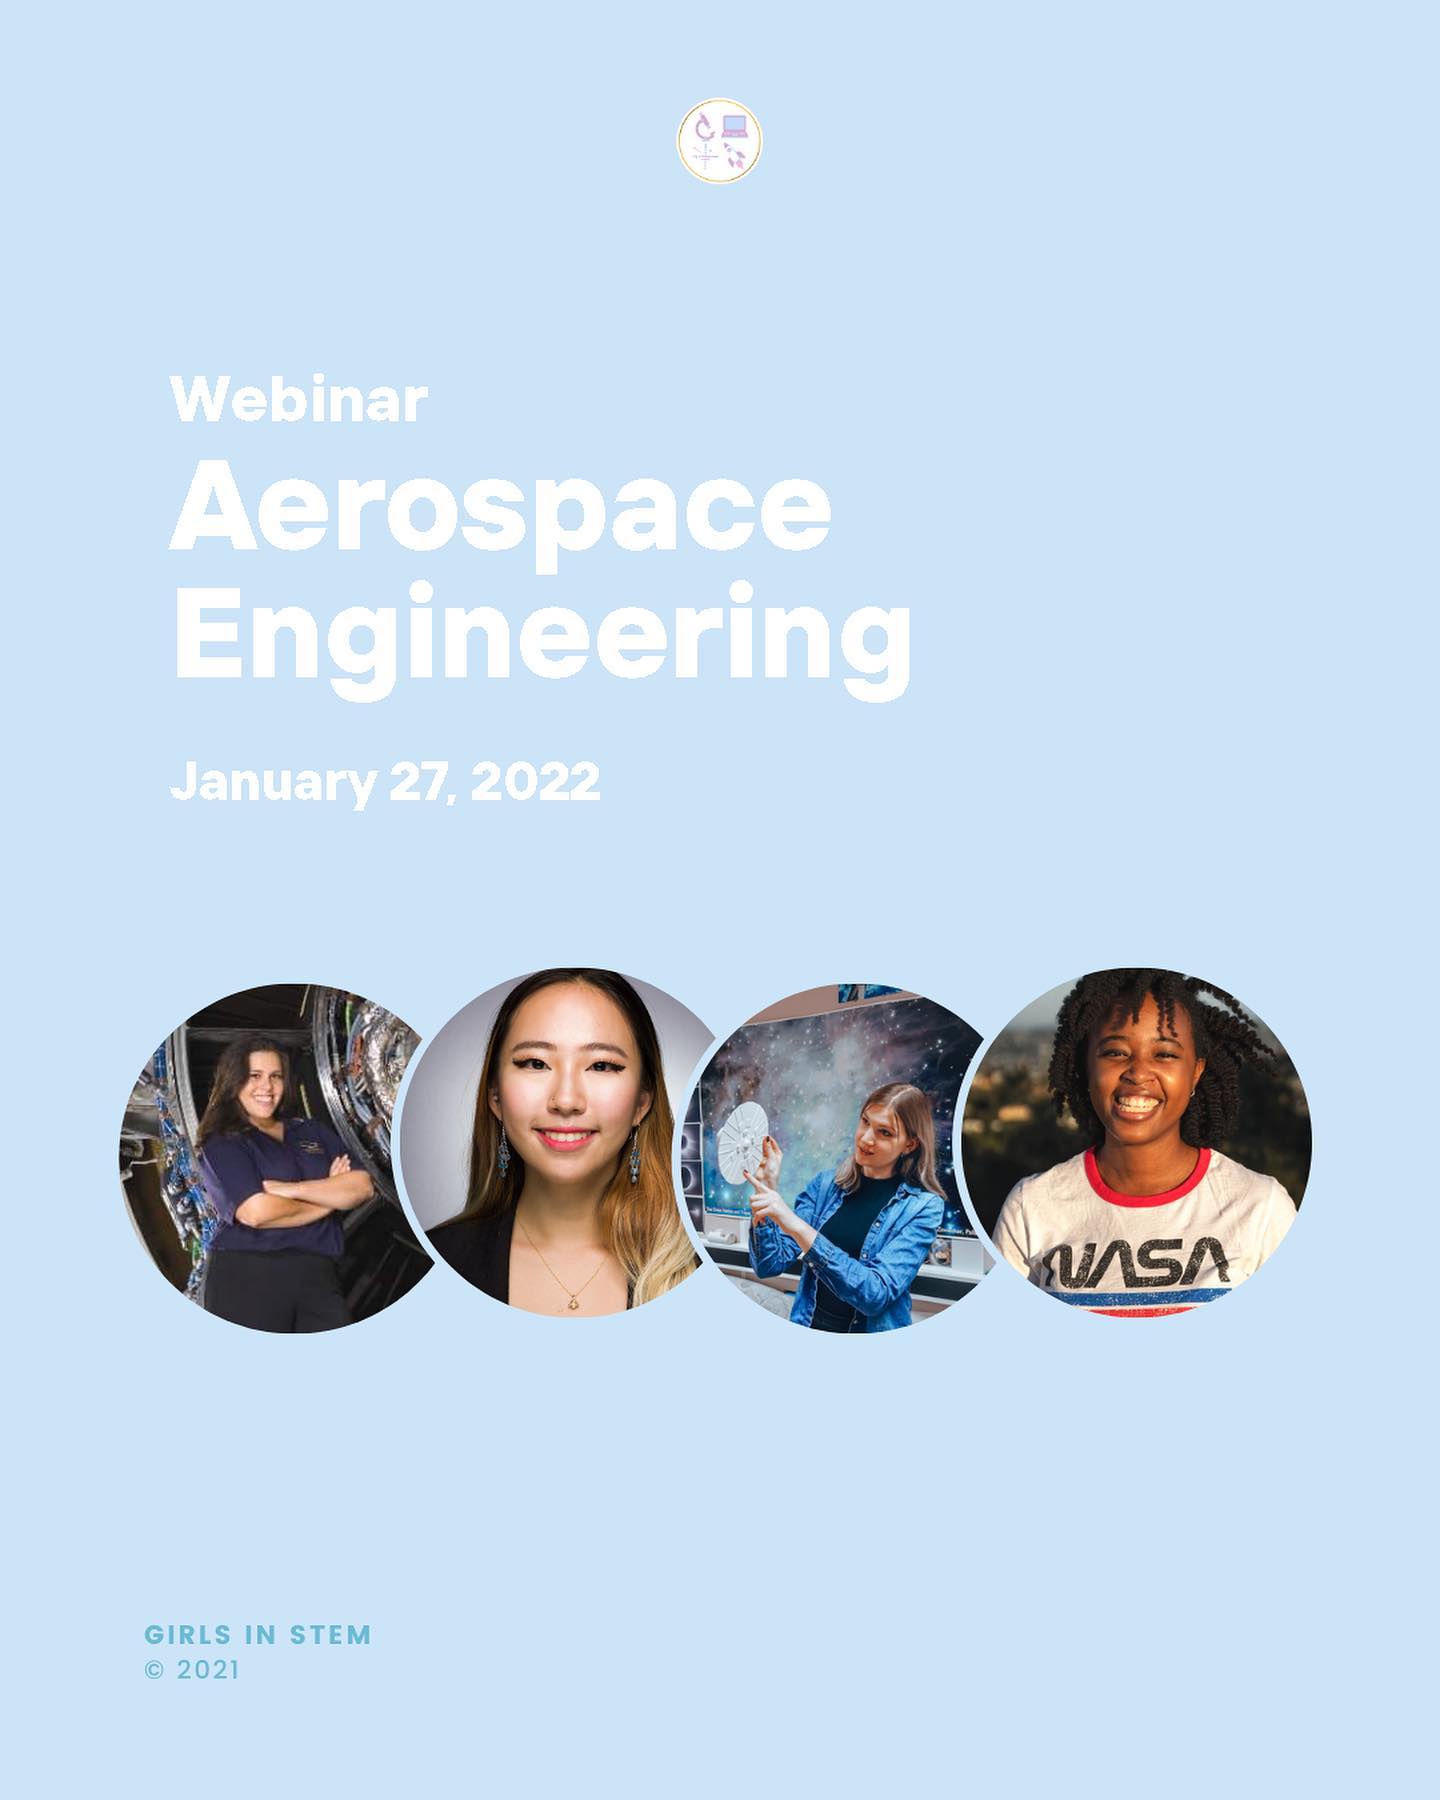 Webinar
Aerospace
Engineering
January 27, 2022
NASA
GIRLS IN STEM
© 2021